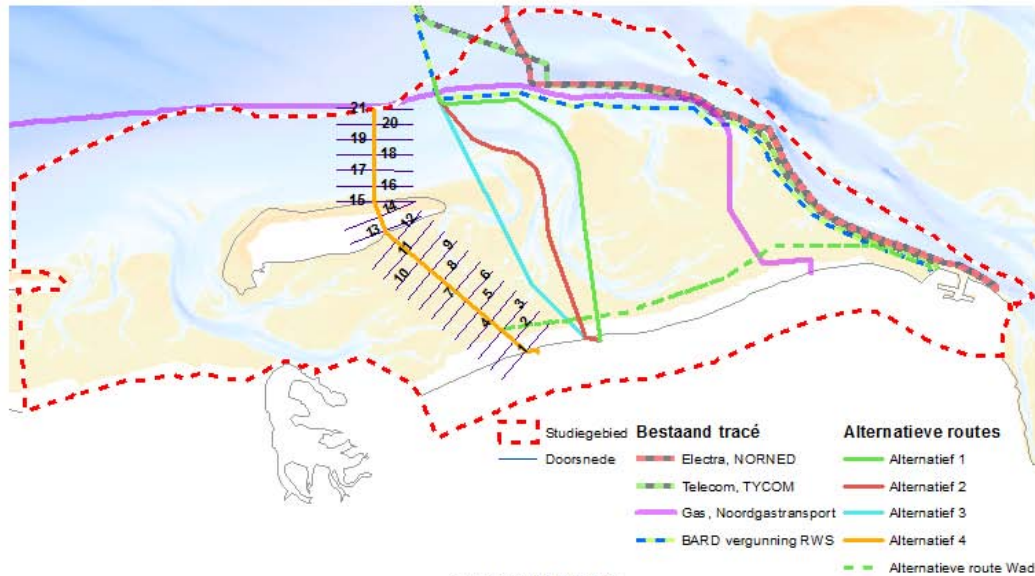 21
20
19
18
17
16
15
14
13
12
11
10
9
8
7
6
5
4
3
2
1
Studiegebied
Doorsnede
Bestaand tracé
Electra, NORNED
Telecom, TYCOM
Gas, Noordgastransport
BARD vergunning RWS
Alternatieve routes
Alternatief 1
Alternatief 2
Alternatief 3
Alternatief 4
Alternatieve route Wad